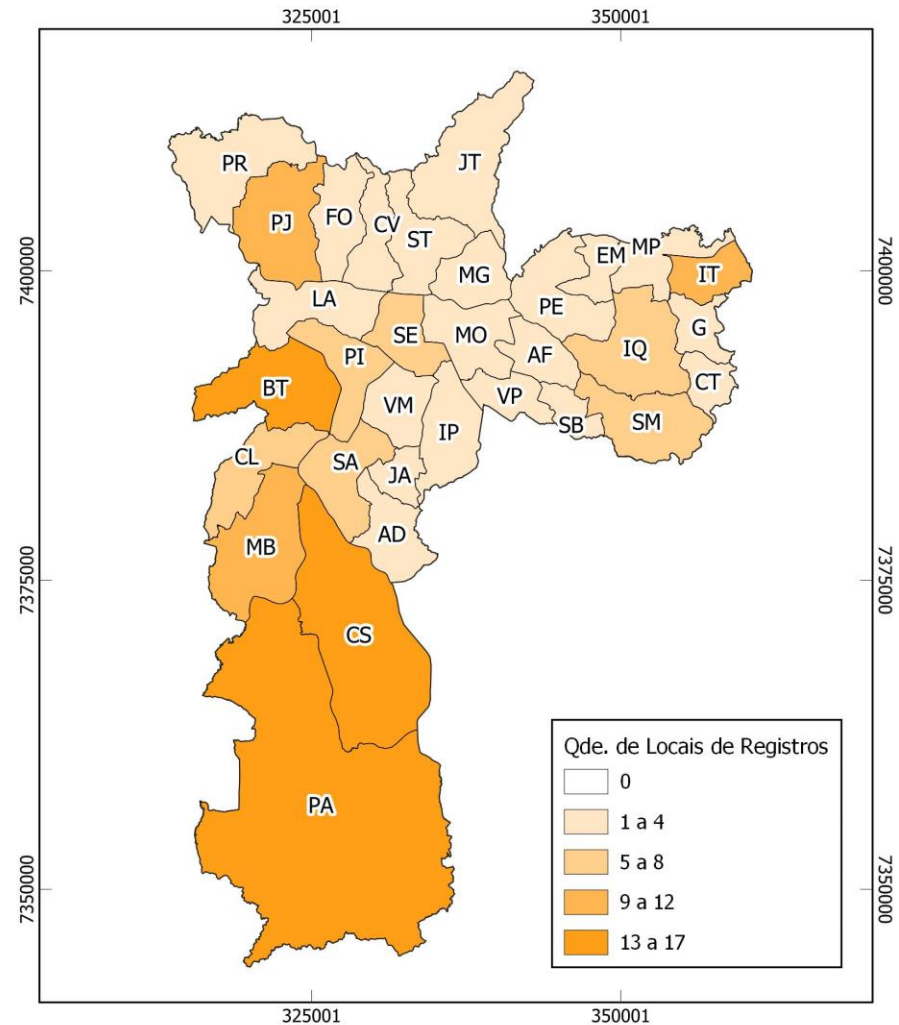 325001 350001
JT
PR
PJ FO CV
ST
EM MP
MG IT
7400000 7400000
LA PE
SE MO G
PI AF IQ
BT CT
VM VP
IP SB SM
CL SA
JA
AD
MB
7375000 7375000
CS
Qde. de Locais de Registros
0
PA
1 a 4
5 a 8
7350000 7350000
9 a 12
13 a 17
325001 350001